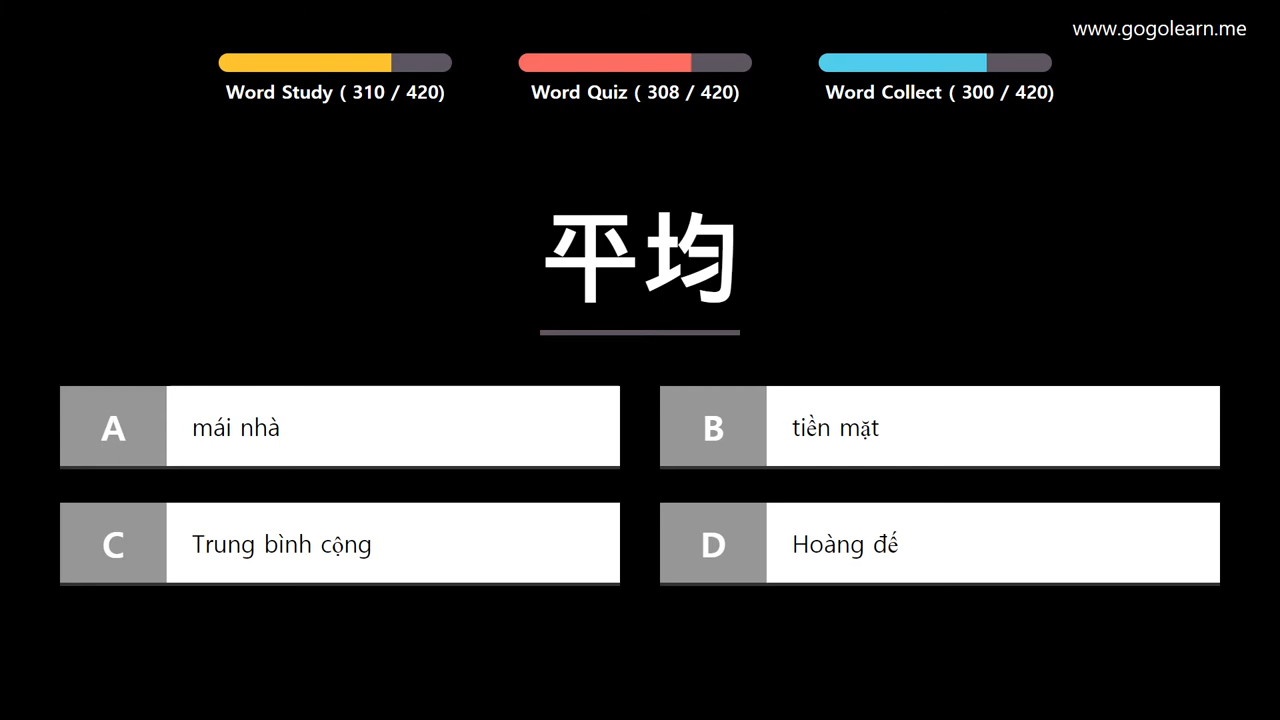 www.gogolearn.me
Word Study ( 310 / 420)
Word Quiz ( 308 / 420)
Word Collect ( 300 / 420)
平均
A mái nhà
B tiền mặt
C Trung bình cộng
D Hoàng đế